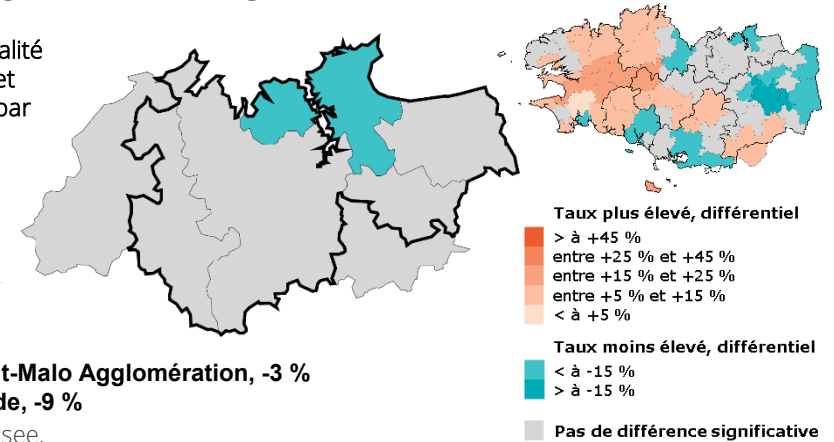 alité
et
par
Taux plus élevé, différentiel
> à +45 %
entre +25 % et +45 %
entre +15 % et +25 %
entre +5 % et +15 %
< à +5 %
Taux moins élevé, différentiel
< à -15 %
> à -15 %
Pas de différence significative
t-Malo Agglomération, -3 %
de, -9 %
see.